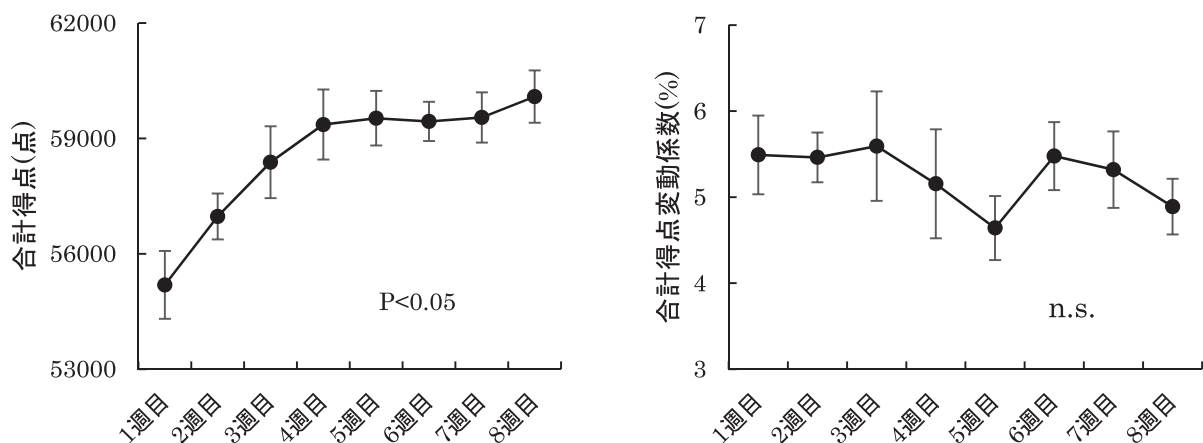 合計得点(点)
62000
59000
56000
53000
P<0.05
1週目
2週目
3週目
4週目
5週目
6週目
7週目
8週目
合計得点変動係数(%)
7
6
5
4
3
n.s.
1週目
2週目
3週目
4週目
5週目
6週目
7週目
8週目